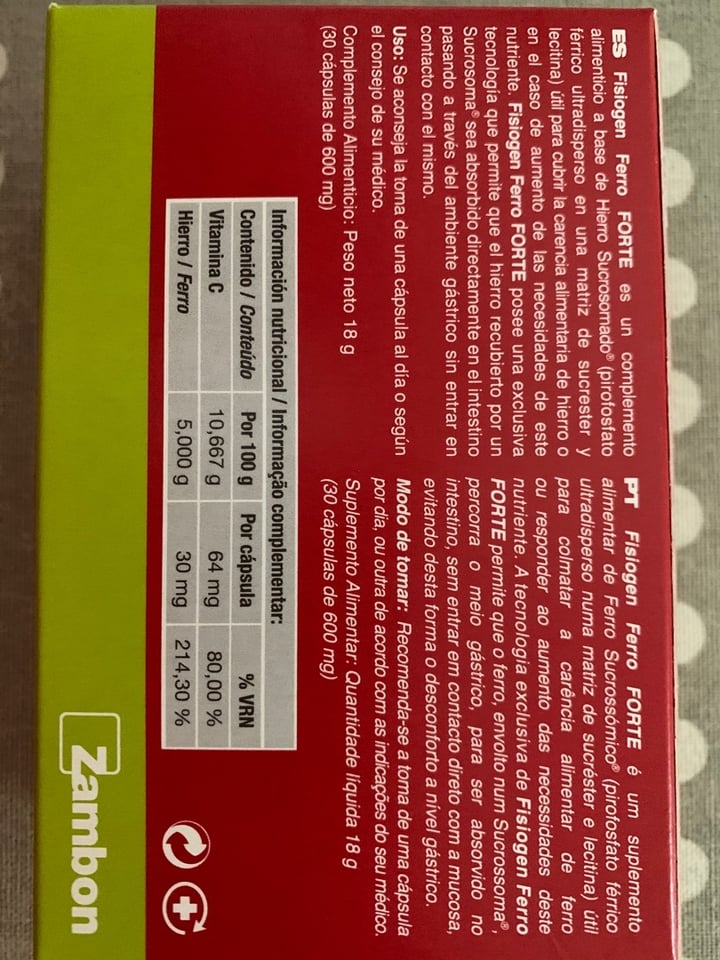 ES Fisiogen Ferro FORTE es un complemento
alimenticio a base de Hierro Sucrosomado® (pirofosfato
férrico ultradisperso en una matriz de sucrester y
lecitina) útil para cubrir la carencia alimentaria de hierro o
en el caso de aumento de las necesidades de este
nutriente. Fisiogen Ferro FORTE posee una exclusiva
tecnología que permite que el hierro recubierto por un
Sucrosoma® sea absorbido directamente en el intestino
pasando a través del ambiente gástrico sin entrar en
contacto con el mismo.
Uso: Se aconseja la toma de una cápsula al día o según
el consejo de su médico.
Complemento Alimenticio: Peso neto 18 g
(30 cápsulas de 600 mg)
PT Fisiogen Ferro FORTE é um suplemento
alimentar de Ferro Sucrossómico® (pirofosfato férrico
ultradisperso numa matriz de sucréster e lecitina) útil
para colmatar a carência alimentar de ferro
ou responder ao aumento das necessidades deste
nutriente. A tecnologia exclusiva de Fisiogen Ferro
FORTE permite que o ferro, envolto num Sucrossoma®,
percorra o meio gástrico, para ser absorvido no
intestino, sem entrar em contacto direto com a mucosa,
evitando desta forma o desconforto a nível gástrico.
Modo de tomar: Recomenda-se a toma de uma cápsula
por dia, ou outra de acordo com as indicações do seu médico.
Suplemento Alimentar: Quantidade líquida 18 g
(30 cápsulas de 600 mg)
Información nutricional / Informação complementar:
Contenido / Conteúdo Por 100 g Por cápsula % VRN
Vitamina C 10,667 g 64 mg 80,00 %
Hierro / Ferro 5,000 g 30 mg 214,30 %
Zambon